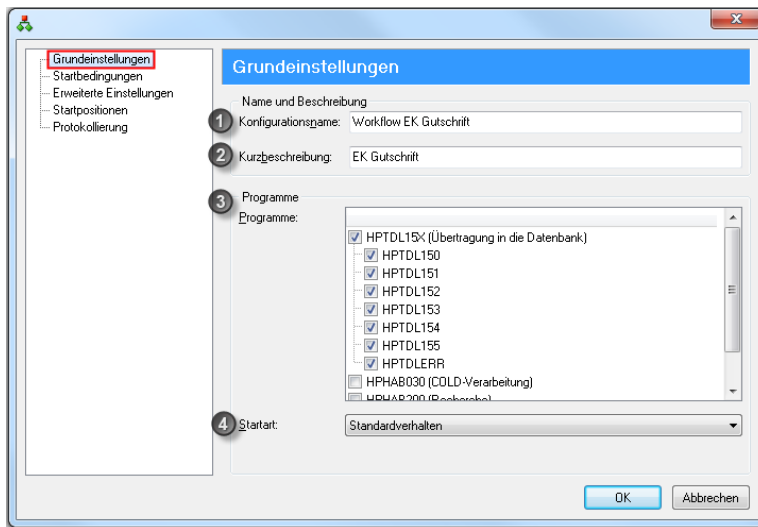 Grundeinstellungen
Startbedingungen
Erweiterte Einstellungen
Startpositionen
Protokollierung
Grundeinstellungen
Name und Beschreibung
1 Konfigurationsname: Workflow EK Gutschrift
2 Kurzbeschreibung: EK Gutschrift
3 Programme
Programme:
HPTDL15X (Übertragung in die Datenbank)
HPTDL150
HPTDL151
HPTDL152
HPTDL153
HPTDL154
HPTDL155
HPTDLERR
HPHAB030 (COLD-Verarbeitung)
HPHAB200 (Recherche)
4 Startart: Standardverhalten
OK Abbrechen